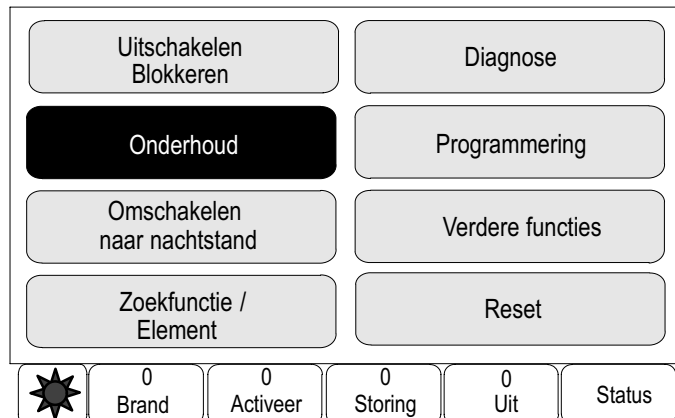 Uitschakelen
Blokkeren
Diagnose
Onderhoud
Programmering
Omschakelen
naar nachtstand
Verdere functies
Zoekfunctie /
Element
Reset
0
Brand
0
Activeer
0
Storing
0
Uit
Status